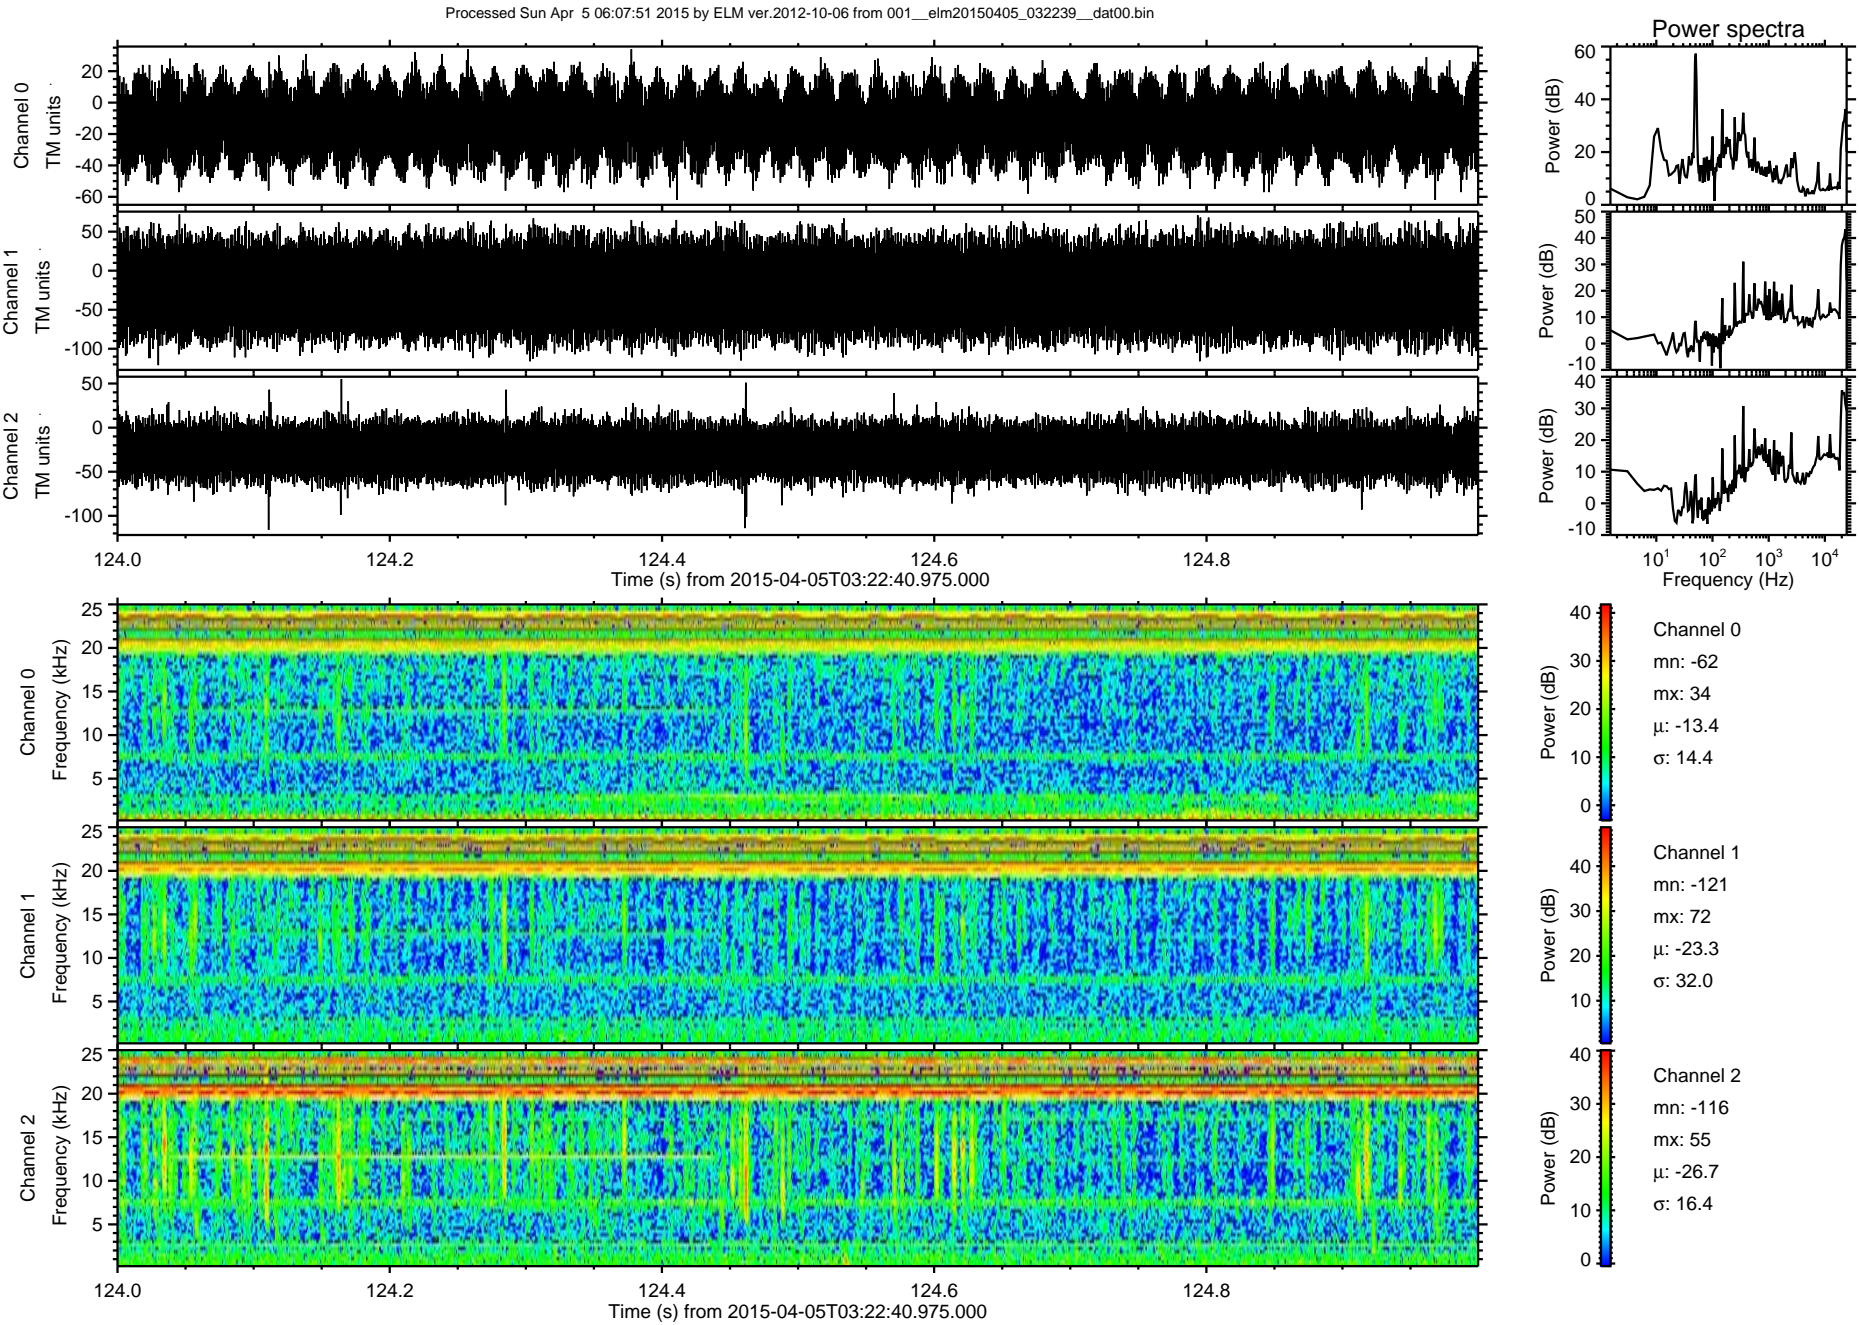 Processed Sun Apr 5 06:07:51 2015 by ELM ver.2012-10-06 from 001__elm20150405_032239__dat00.bin
Power spectra
Channel 0
TM units
20
0
-20
-40
-60
Power (dB)
60
40
20
0
Channel 1
TM units
50
0
-50
-100
Power (dB)
50
40
30
20
10
0
-10
Channel 2
TM units
50
0
-50
-100
Power (dB)
40
30
20
10
0
-10
124.0 124.2 124.4 124.6 124.8
Time (s) from 2015-04-05T03:22:40.975.000
10^1 10^2 10^3 10^4
Frequency (Hz)
Channel 0
Frequency (kHz)
25
20
15
10
5
Power (dB)
40
30
20
10
0
Channel 0
mn: -62
mx: 34
μ: -13.4
σ: 14.4
Channel 1
Frequency (kHz)
25
20
15
10
5
Power (dB)
40
30
20
10
Channel 1
mn: -121
mx: 72
μ: -23.3
σ: 32.0
Channel 2
Frequency (kHz)
25
20
15
10
5
Power (dB)
40
30
20
10
0
Channel 2
mn: -116
mx: 55
μ: -26.7
σ: 16.4
124.0 124.2 124.4 124.6 124.8
Time (s) from 2015-04-05T03:22:40.975.000